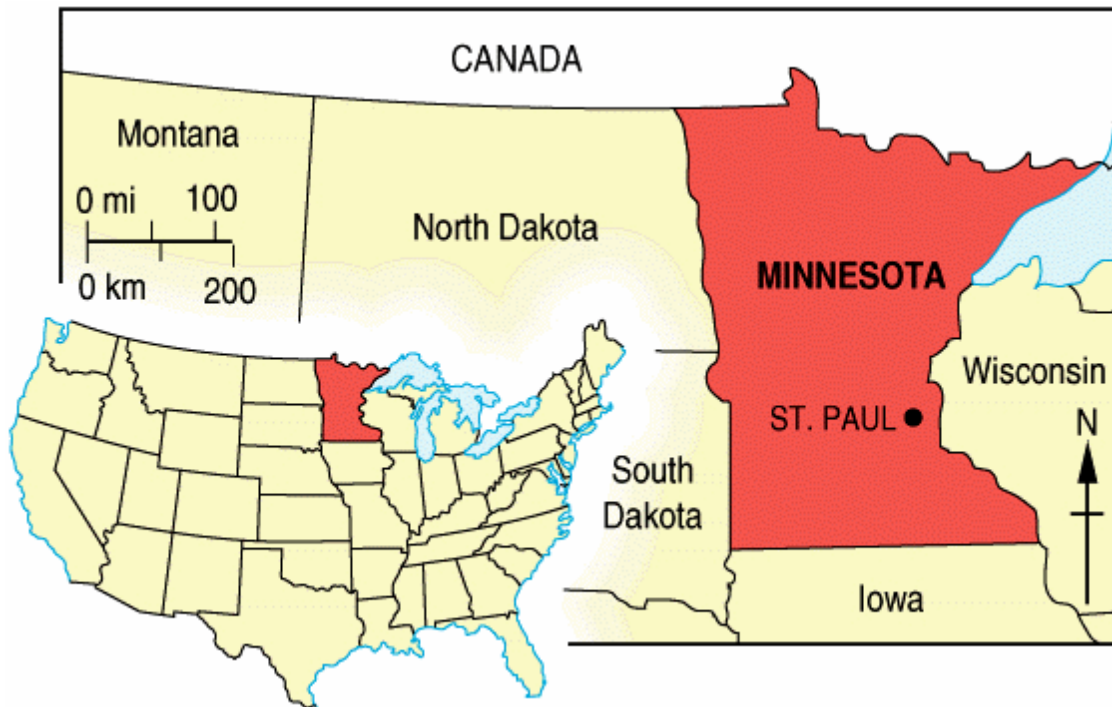 CANADA
Montana
0 mi 100
0 km 200
North Dakota
MINNESOTA
Wisconsin
ST. PAUL
N
South
Dakota
Iowa